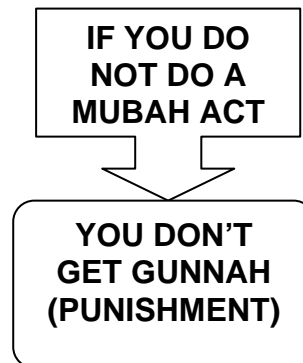 IF YOU DO
NOT DO A
MUBAH ACT
YOU DON'T
GET GUNNAH
(PUNISHMENT)